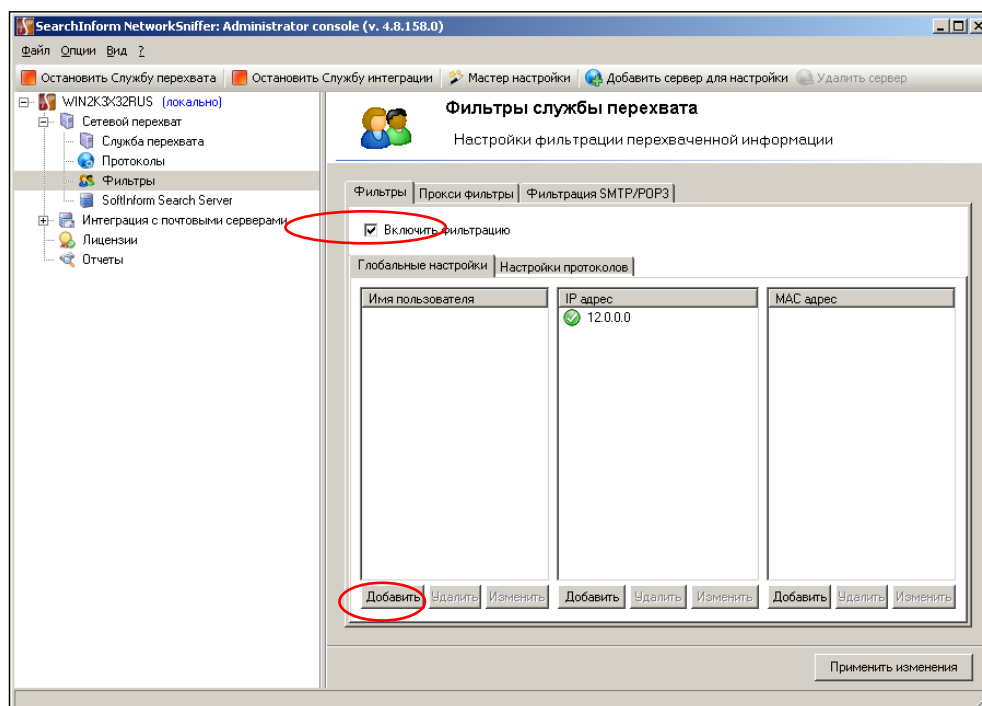 SearchInform NetworkSniffer: Administrator console (v. 4.8.158.0)
Файл Опции Вид ?
Остановить Службу перехвата Остановить Службу интеграции Мастер настройки Добавить сервер для настройки Удалить сервер
WIN2K3X32RUS (локально)
Сетевой перехват
Служба перехвата
Протоколы
Фильтры
SoftInform Search Server
Интеграция с почтовыми серверами
Лицензии
Отчеты
Фильтры службы перехвата
Настройки фильтрации перехваченной информации
Фильтры Прокси фильтры Фильтрация SMTP/POP3
Включить фильтрацию
Глобальные настройки Настройки протоколов
Имя пользователя IP адрес MAC адрес
12.0.0.0
Добавить Удалить Изменить Добавить Удалить Изменить Добавить Удалить Изменить
Применить изменения